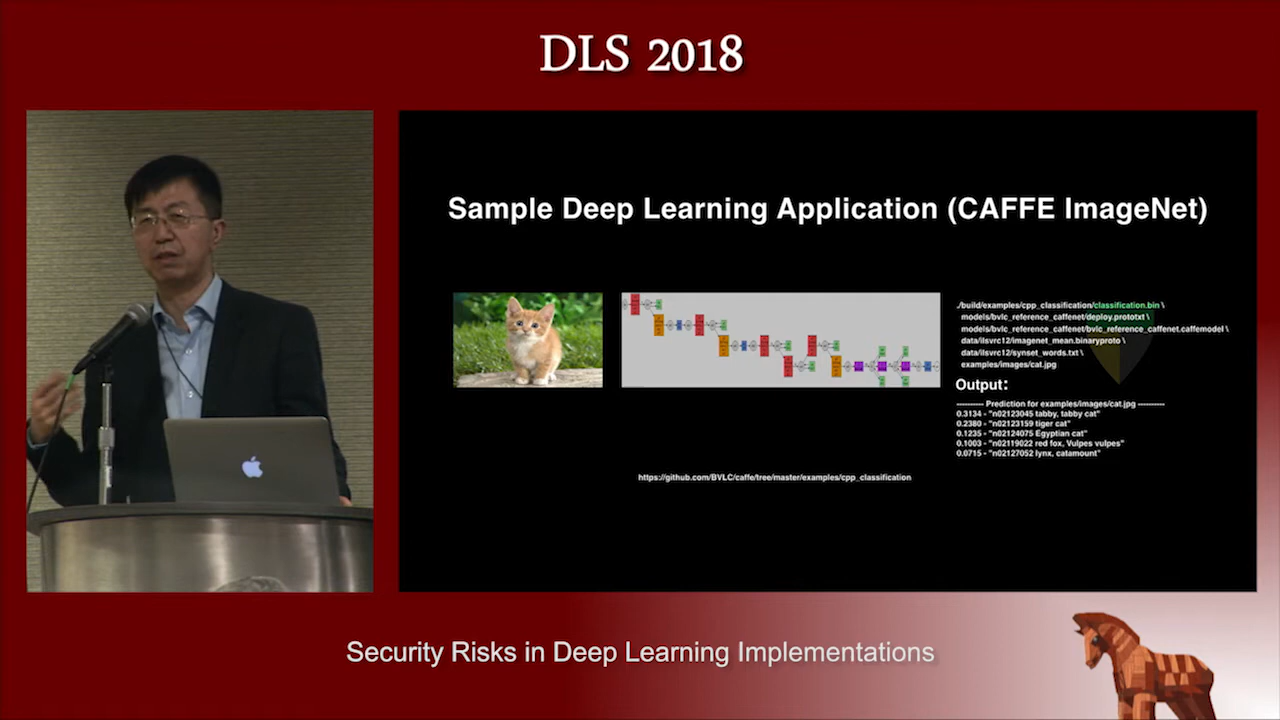 DLS 2018
Sample Deep Learning Application (CAFFE ImageNet)
./build/examples/cpp_classification/classification.bin \
models/bvlc_reference_caffenet/deploy.prototxt \
models/bvlc_reference_caffenet/bvlc_reference_caffenet.caffemodel \
data/ilsvrc12/imagenet_mean.binaryproto \
data/ilsvrc12/synset_words.txt \
examples/images/cat.jpg
Output:
---------- Prediction for examples/images/cat.jpg ----------
0.3134 - "n02123045 tabby, tabby cat"
0.2380 - "n02123159 tiger cat"
0.1235 - "n02124075 Egyptian cat"
0.1003 - "n02119022 red fox, Vulpes vulpes"
0.0715 - "n02127052 lynx, catamount"
https://github.com/BVLC/caffe/tree/master/examples/cpp_classification
Security Risks in Deep Learning Implementations